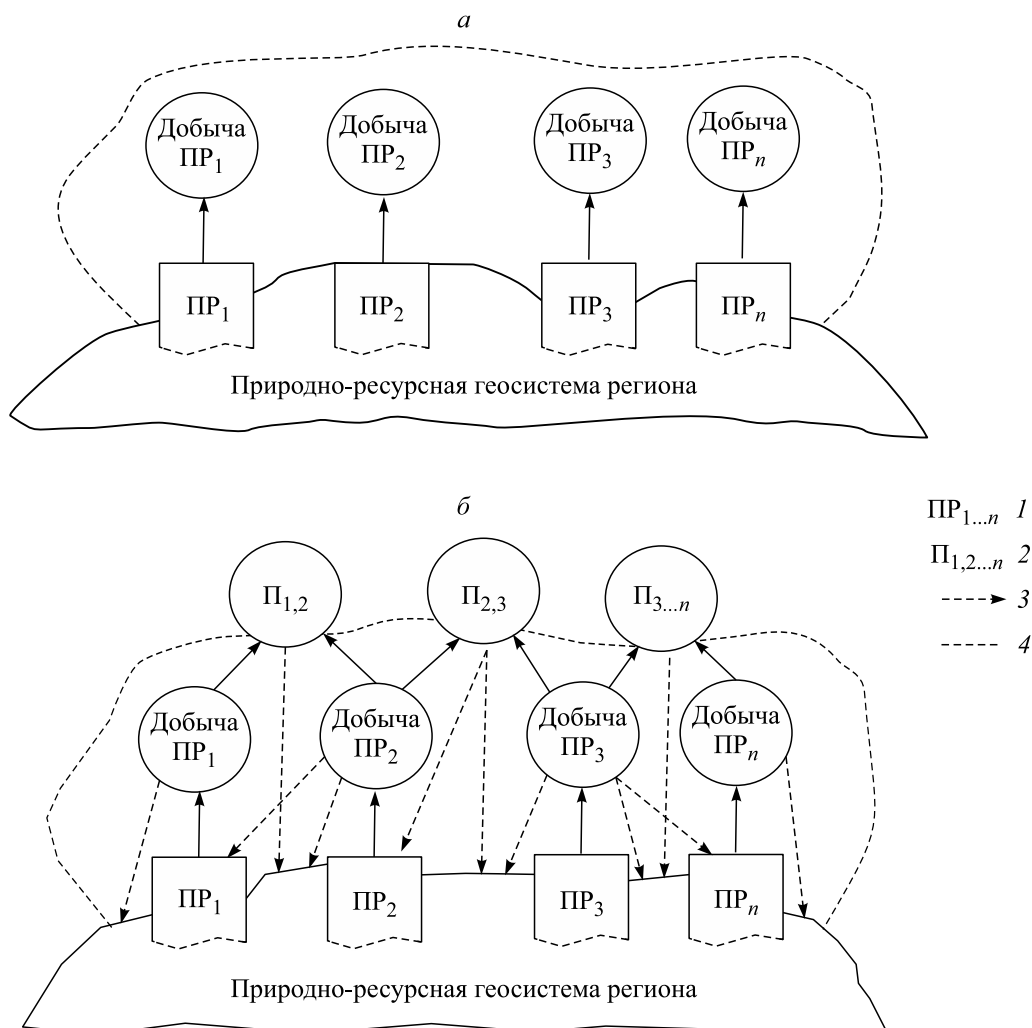 а
Добыча
ПР1
Добыча
ПР2
Добыча
ПР3
Добыча
ПРn
ПР1
ПР2
ПР3
ПРn
Природно-ресурсная геосистема региона
б
ПР1...n 1
П1,2...n 2
3
4
П1,2
П2,3
П3...n
Добыча
ПР1
Добыча
ПР2
Добыча
ПР3
Добыча
ПРn
ПР1
ПР2
ПР3
ПРn
Природно-ресурсная геосистема региона